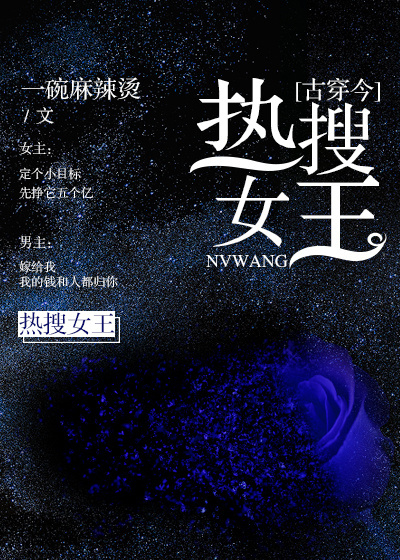 一碗麻辣烫
/ 文
[古穿今]
热搜
女王
NVWANG
女主：
定个小目标
先挣它五个亿
男主：
嫁给我
我的钱和人都归你
热搜女王